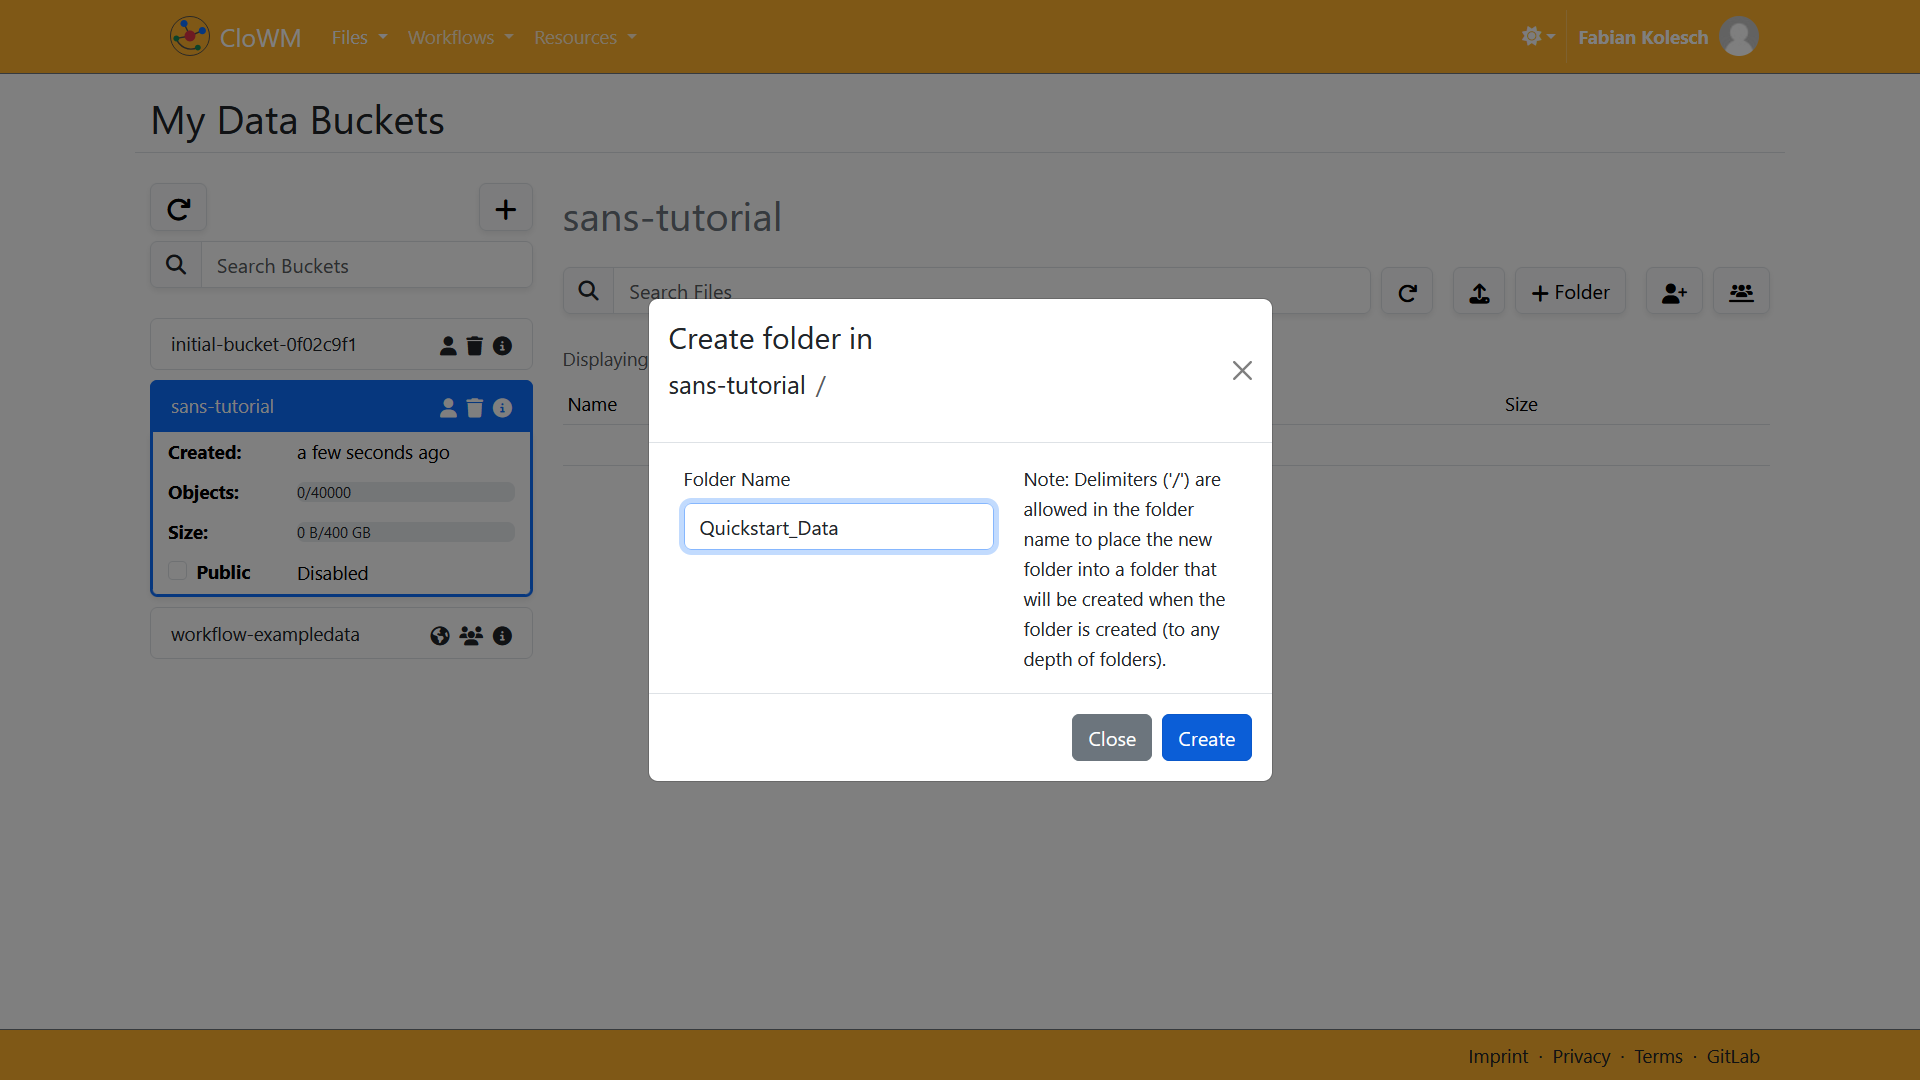 CloWM
Files
Workflows
Resources
Fabian Kolesch
My Data Buckets
Search Buckets
initial-bucket-0f02c9f1
sans-tutorial
Created: a few seconds ago
Objects: 0/40000
Size: 0 B/400 GB
Public Disabled
workflow-exampledata
sans-tutorial
Search Files
Folder
Displaying
Name Size
Create folder in
sans-tutorial /
Folder Name
Quickstart_Data
Note: Delimiters ('/') are
allowed in the folder
name to place the new
folder into a folder that
will be created when the
folder is created (to any
depth of folders).
Close
Create
Imprint · Privacy · Terms · GitLab